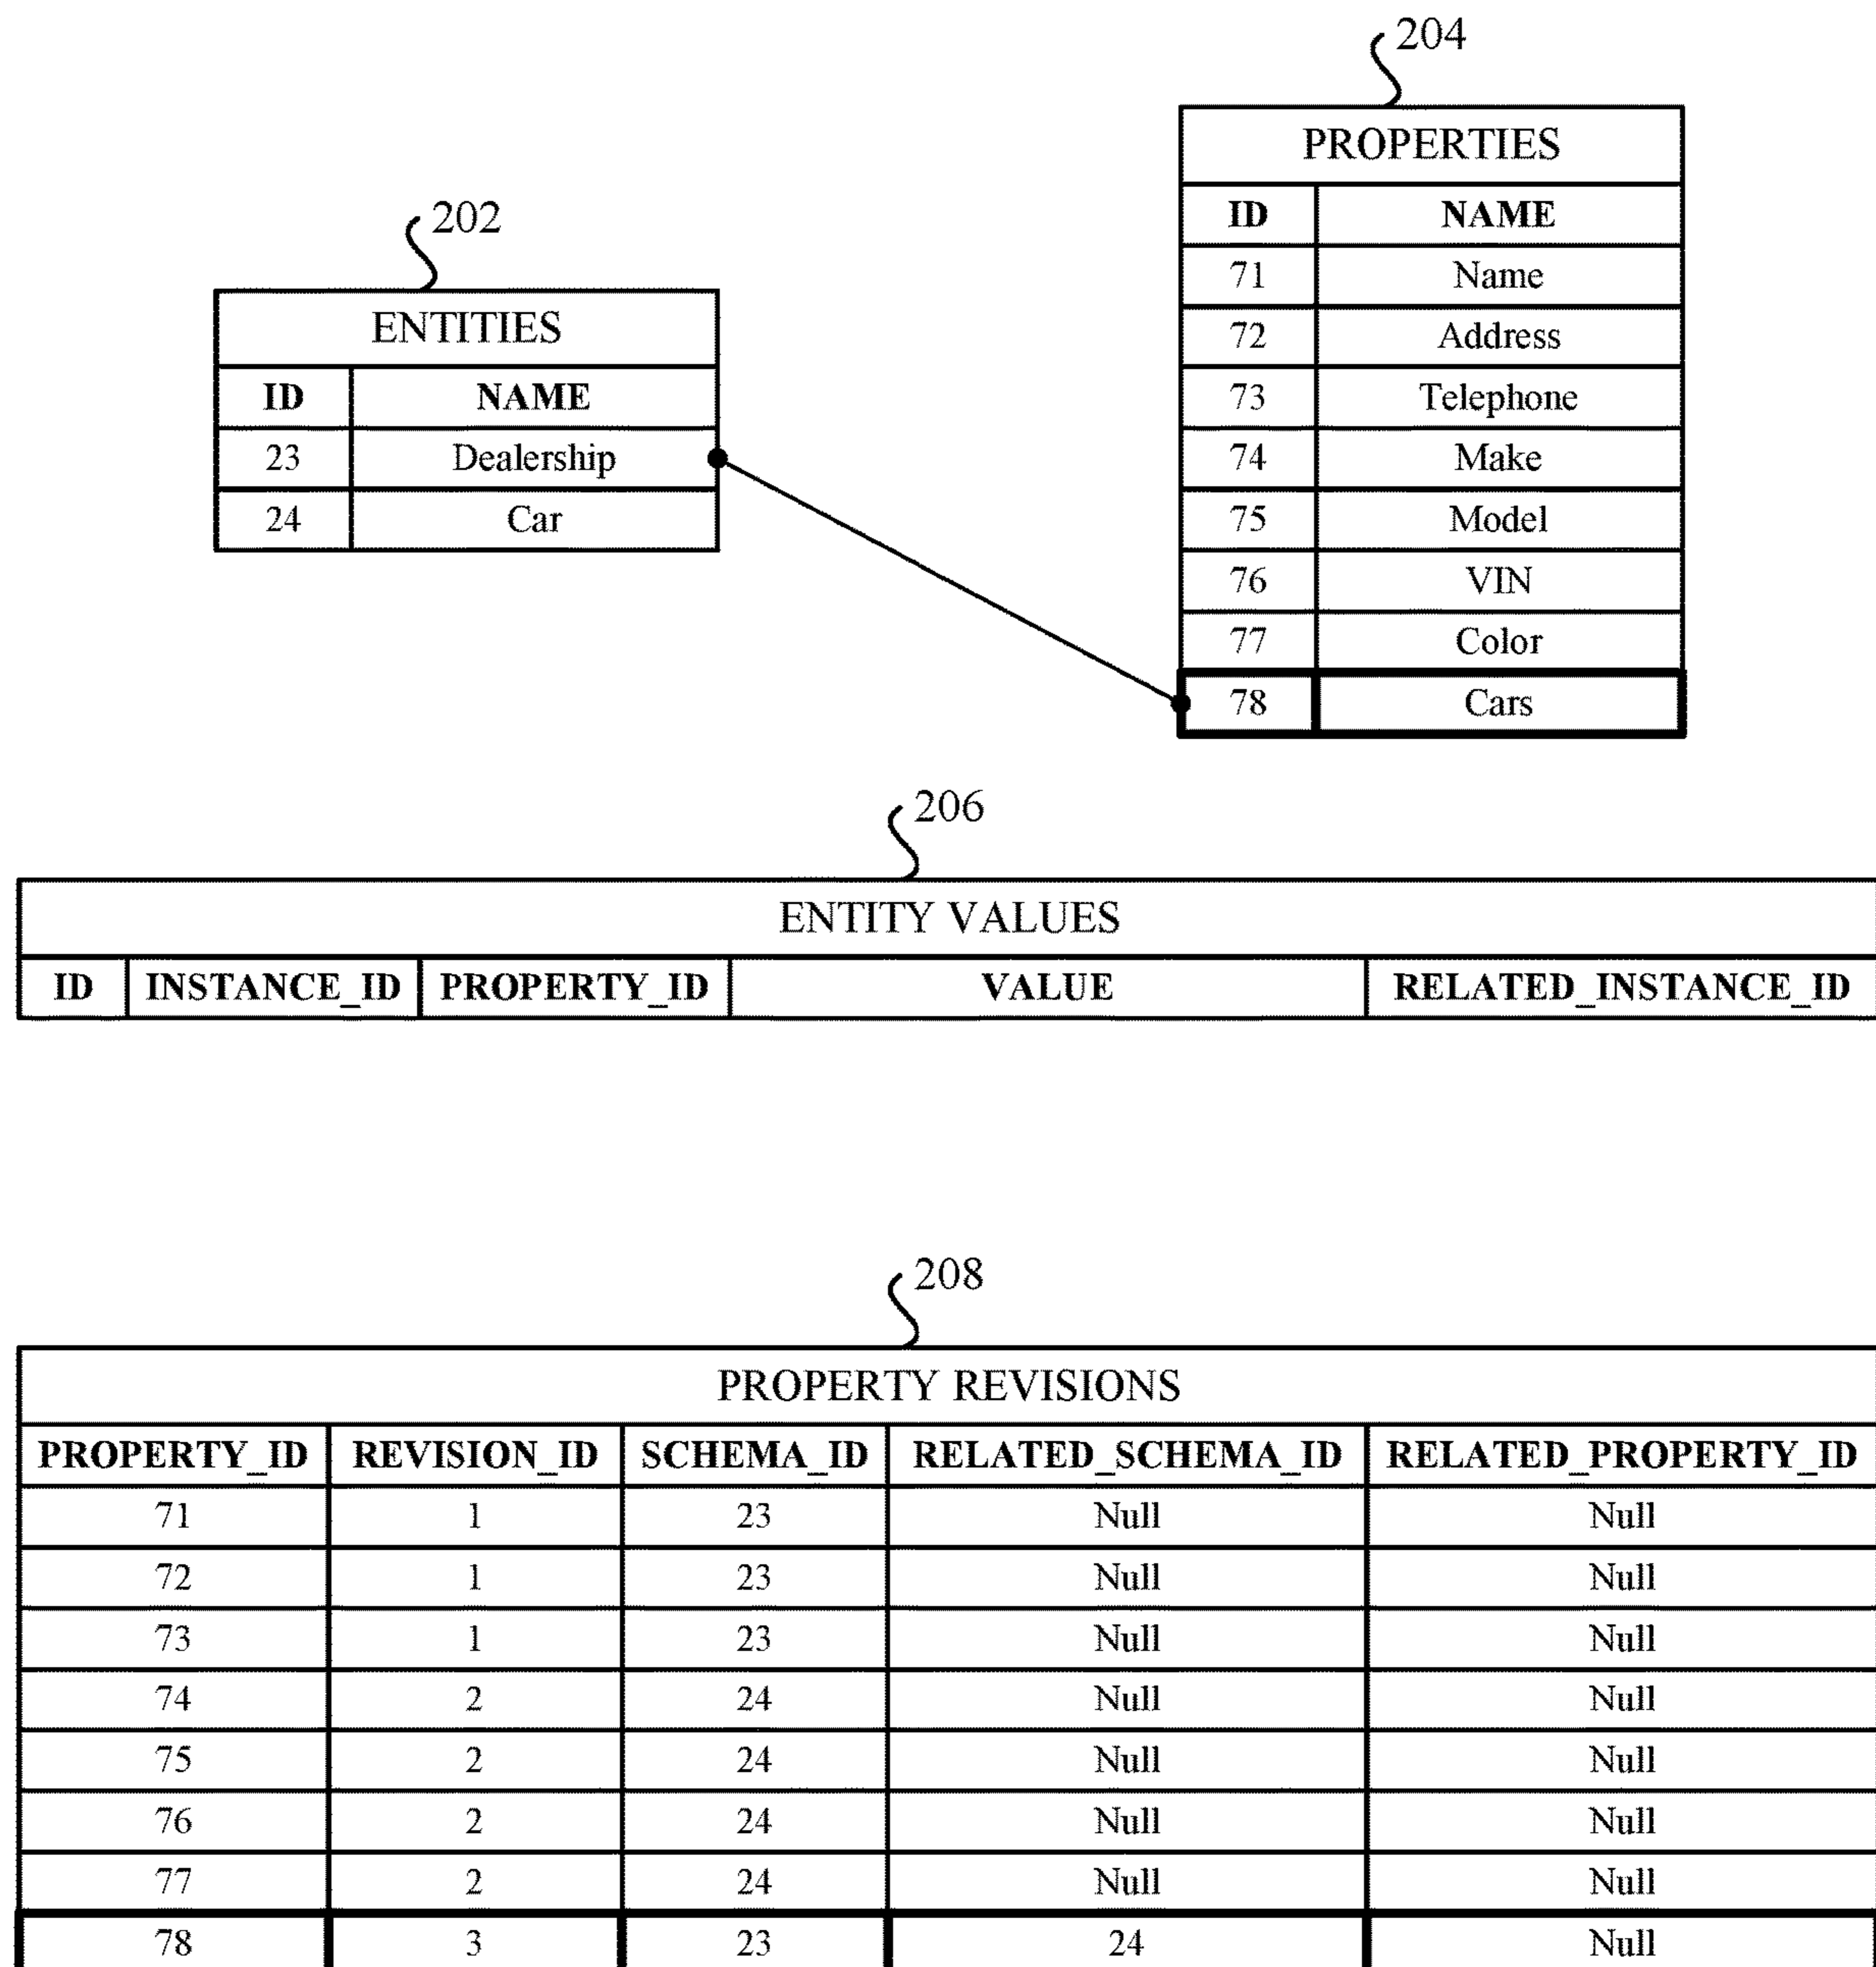 204
PROPERTIES
ID NAME
71 Name
72 Address
73 Telephone
74 Make
75 Model
76 VIN
77 Color
78 Cars
202
ENTITIES
ID NAME
23 Dealership
24 Car
206
ENTITY VALUES
ID INSTANCE_ID PROPERTY_ID VALUE RELATED_INSTANCE_ID
208
PROPERTY REVISIONS
PROPERTY_ID REVISION_ID SCHEMA_ID RELATED_SCHEMA_ID RELATED_PROPERTY_ID
71 1 23 Null Null
72 1 23 Null Null
73 1 23 Null Null
74 2 24 Null Null
75 2 24 Null Null
76 2 24 Null Null
77 2 24 Null Null
78 3 23 24 Null